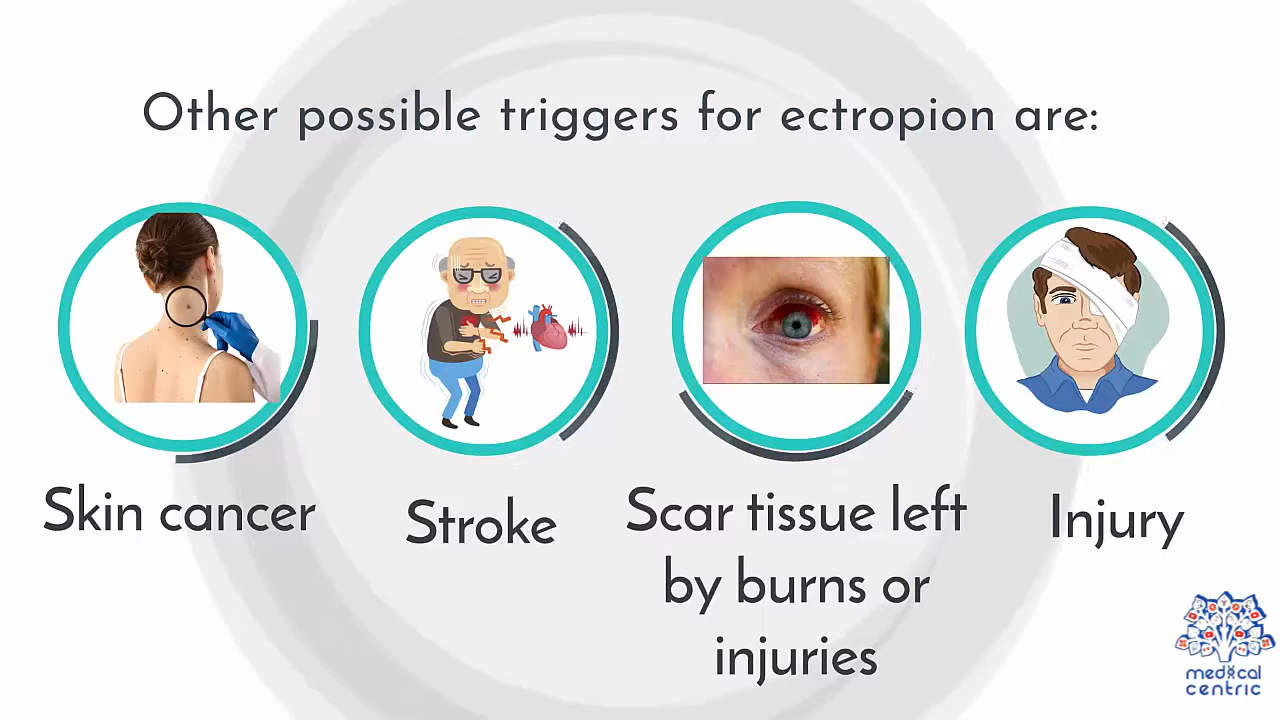 Other possible triggers for ectropion are:
Skin cancer
Stroke
Scar tissue left
by burns or
injuries
Injury
medical
centric